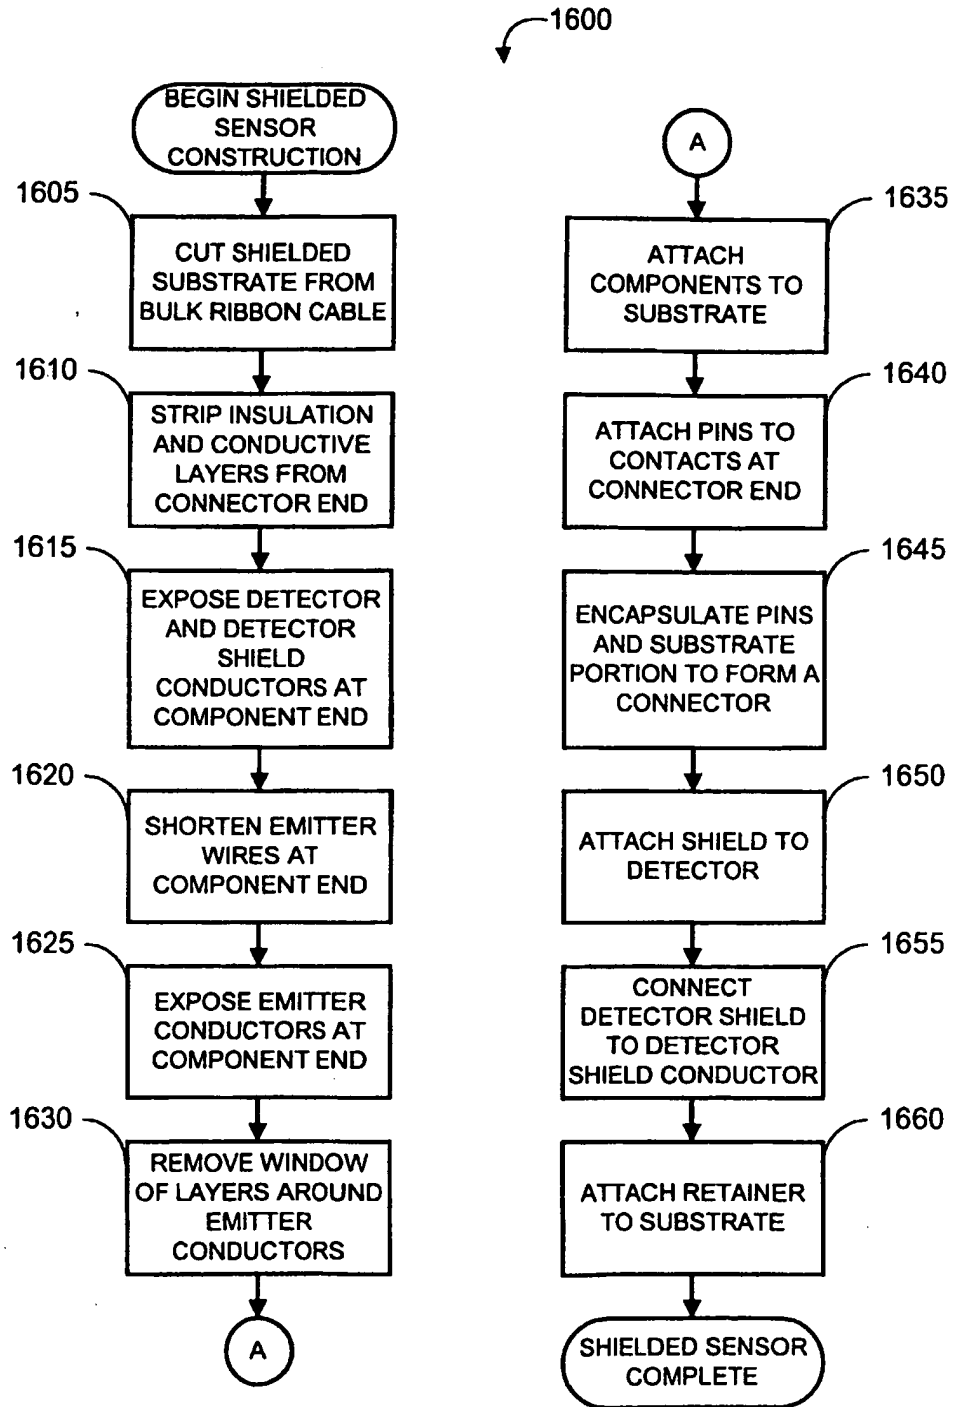 1600
BEGIN SHIELDED
SENSOR
CONSTRUCTION
1605
CUT SHIELDED
SUBSTRATE FROM
BULK RIBBON CABLE
1610
STRIP INSULATION
AND CONDUCTIVE
LAYERS FROM
CONNECTOR END
1615
EXPOSE DETECTOR
AND DETECTOR
SHIELD
CONDUCTORS AT
COMPONENT END
1620
SHORTEN EMITTER
WIRES AT
COMPONENT END
1625
EXPOSE EMITTER
CONDUCTORS AT
COMPONENT END
1630
REMOVE WINDOW
OF LAYERS AROUND
EMITTER
CONDUCTORS
A
A
1635
ATTACH
COMPONENTS TO
SUBSTRATE
1640
ATTACH PINS TO
CONTACTS AT
CONNECTOR END
1645
ENCAPSULATE PINS
AND SUBSTRATE
PORTION TO FORM A
CONNECTOR
1650
ATTACH SHIELD TO
DETECTOR
1655
CONNECT
DETECTOR SHIELD
TO DETECTOR
SHIELD CONDUCTOR
1660
ATTACH RETAINER
TO SUBSTRATE
SHIELDED SENSOR
COMPLETE